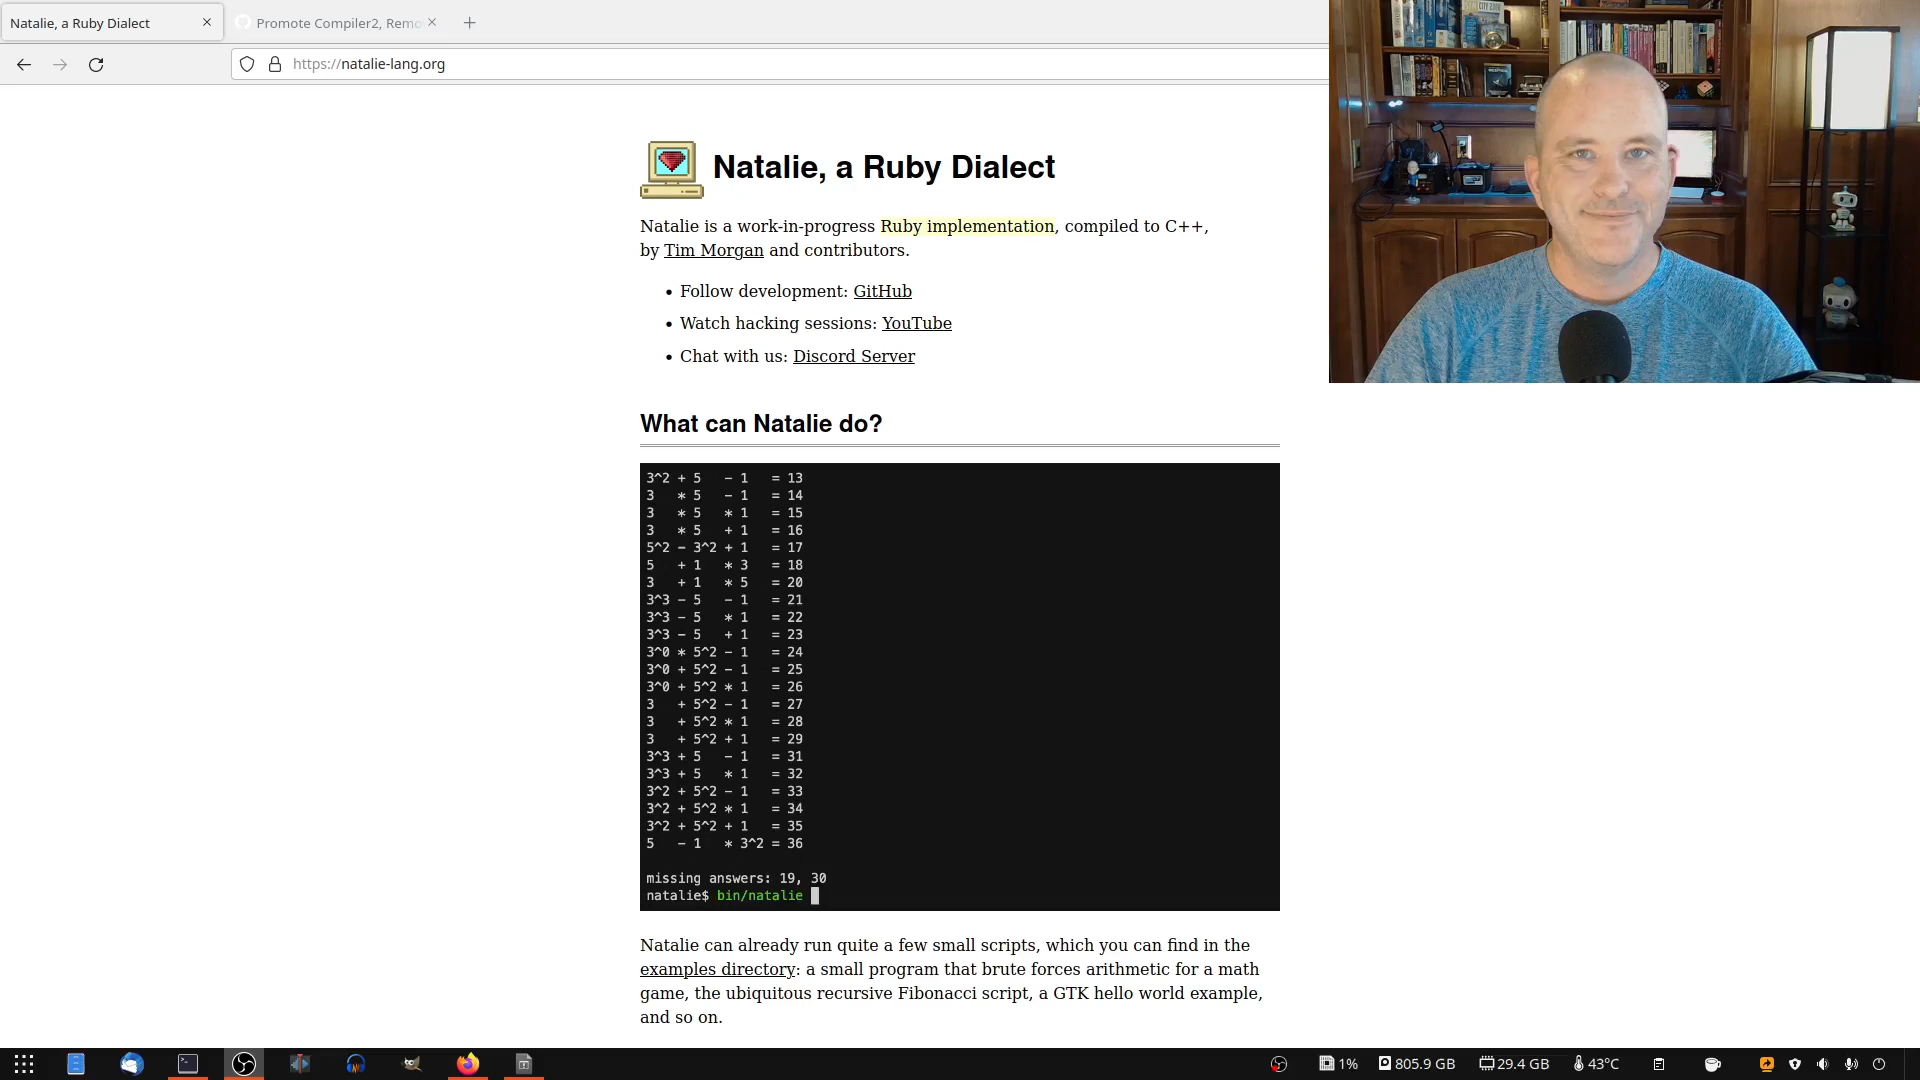 Natalie, a Ruby Dialect
Promote Compiler2, Remo
https://natalie-lang.org
Natalie, a Ruby Dialect
Natalie is a work-in-progress Ruby implementation, compiled to C++,
by Tim Morgan and contributors.
• Follow development: GitHub
• Watch hacking sessions: YouTube
• Chat with us: Discord Server
What can Natalie do?
3^2 + 5   - 1   = 13
3   * 5   - 1   = 14
3   * 5   * 1   = 15
3   * 5   + 1   = 16
5^2 - 3^2 + 1   = 17
5   + 1   * 3   = 18
3   + 1   * 5   = 20
3^3 - 5   - 1   = 21
3^3 - 5   * 1   = 22
3^3 - 5   + 1   = 23
3^0 * 5^2 - 1   = 24
3^0 + 5^2 - 1   = 25
3^0 + 5^2 * 1   = 26
3   + 5^2 - 1   = 27
3   + 5^2 * 1   = 28
3   + 5^2 + 1   = 29
3^3 + 5   - 1   = 31
3^3 + 5   * 1   = 32
3^2 + 5^2 - 1   = 33
3^2 + 5^2 * 1   = 34
3^2 + 5^2 + 1   = 35
5   - 1   * 3^2 = 36
missing answers: 19, 30
natalie$ bin/natalie
Natalie can already run quite a few small scripts, which you can find in the
examples directory: a small program that brute forces arithmetic for a math
game, the ubiquitous recursive Fibonacci script, a GTK hello world example,
and so on.
1% 805.9 GB 29.4 GB 43°C